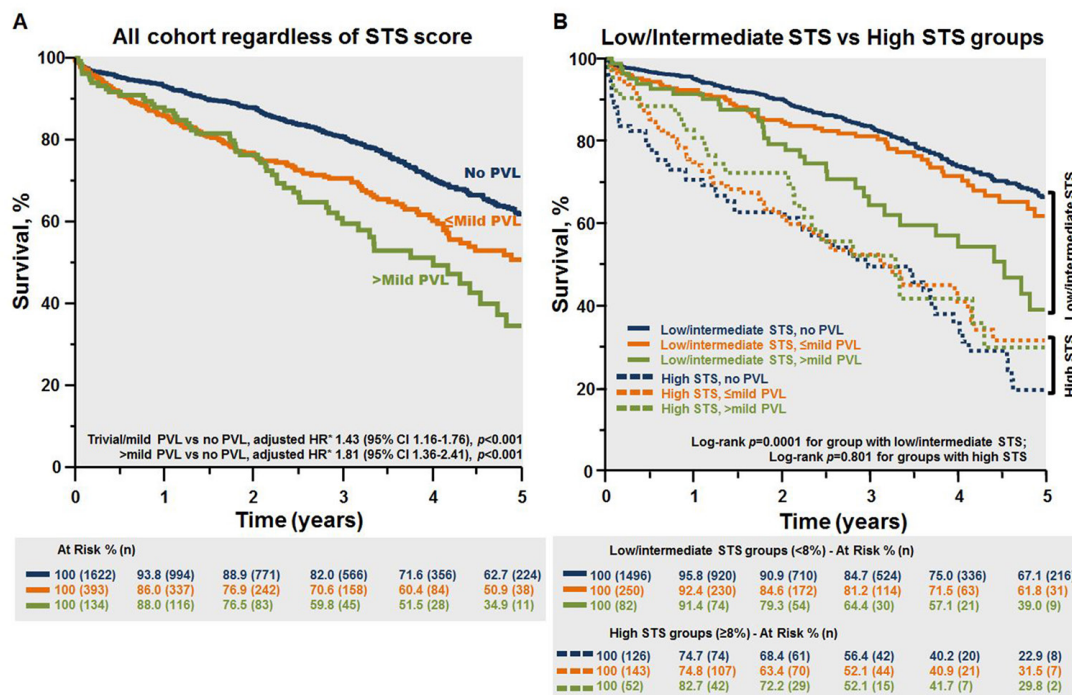 A
All cohort regardless of STS score
Survival, %
100
80
60
40
20
0
No PVL
≤Mild PVL
>Mild PVL
Trivial/mild PVL vs no PVL, adjusted HR* 1.43 (95% CI 1.16-1.76), p<0.001
>mild PVL vs no PVL, adjusted HR* 1.81 (95% CI 1.36-2.41), p<0.001
0 1 2 3 4 5
Time (years)
At Risk % (n)
100 (1622) 93.8 (994) 88.9 (771) 82.0 (566) 71.6 (356) 62.7 (224)
100 (393) 86.0 (337) 76.9 (242) 70.6 (158) 60.4 (84) 50.9 (38)
100 (134) 88.0 (116) 76.5 (83) 59.8 (45) 51.5 (28) 34.9 (11)
B
Low/Intermediate STS vs High STS groups
Survival, %
100
80
60
40
20
0
Low/intermediate STS
High STS
Low/intermediate STS, no PVL
Low/intermediate STS, ≤mild PVL
Low/intermediate STS, >mild PVL
High STS, no PVL
High STS, ≤mild PVL
High STS, >mild PVL
Log-rank p=0.0001 for group with low/intermediate STS;
Log-rank p=0.801 for groups with high STS
0 1 2 3 4 5
Time (years)
Low/intermediate STS groups (<8%) - At Risk % (n)
100 (1496) 95.8 (920) 90.9 (710) 84.7 (524) 75.0 (336) 67.1 (216)
100 (250) 92.4 (230) 84.6 (172) 81.2 (114) 71.5 (63) 61.8 (31)
100 (82) 91.4 (74) 79.3 (54) 64.4 (30) 57.1 (21) 39.0 (9)
High STS groups (≥8%) - At Risk % (n)
100 (126) 74.7 (74) 68.4 (61) 56.4 (42) 40.2 (20) 22.9 (8)
100 (143) 74.8 (107) 63.4 (70) 52.1 (44) 40.9 (21) 31.5 (7)
100 (52) 82.7 (42) 72.2 (29) 52.1 (15) 41.7 (7) 29.8 (2)